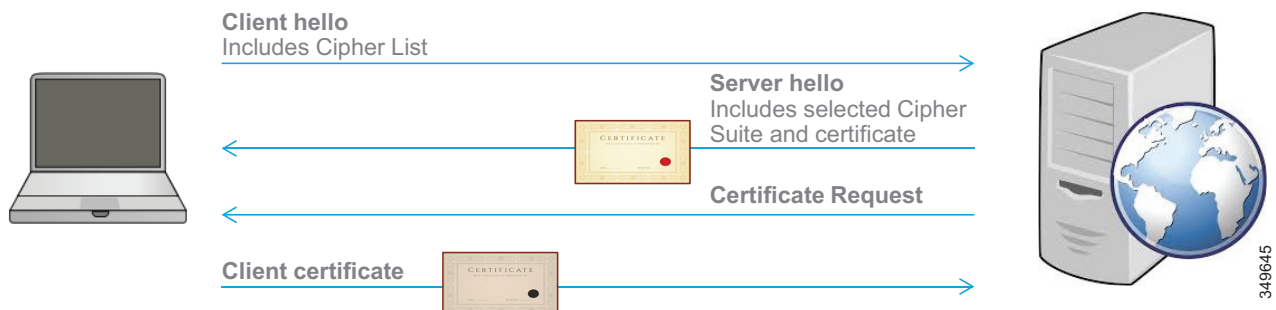 Client hello
Includes Cipher List
Server hello
Includes selected Cipher
Suite and certificate
CERTIFICATE
Certificate Request
Client certificate
CERTIFICATE
349645